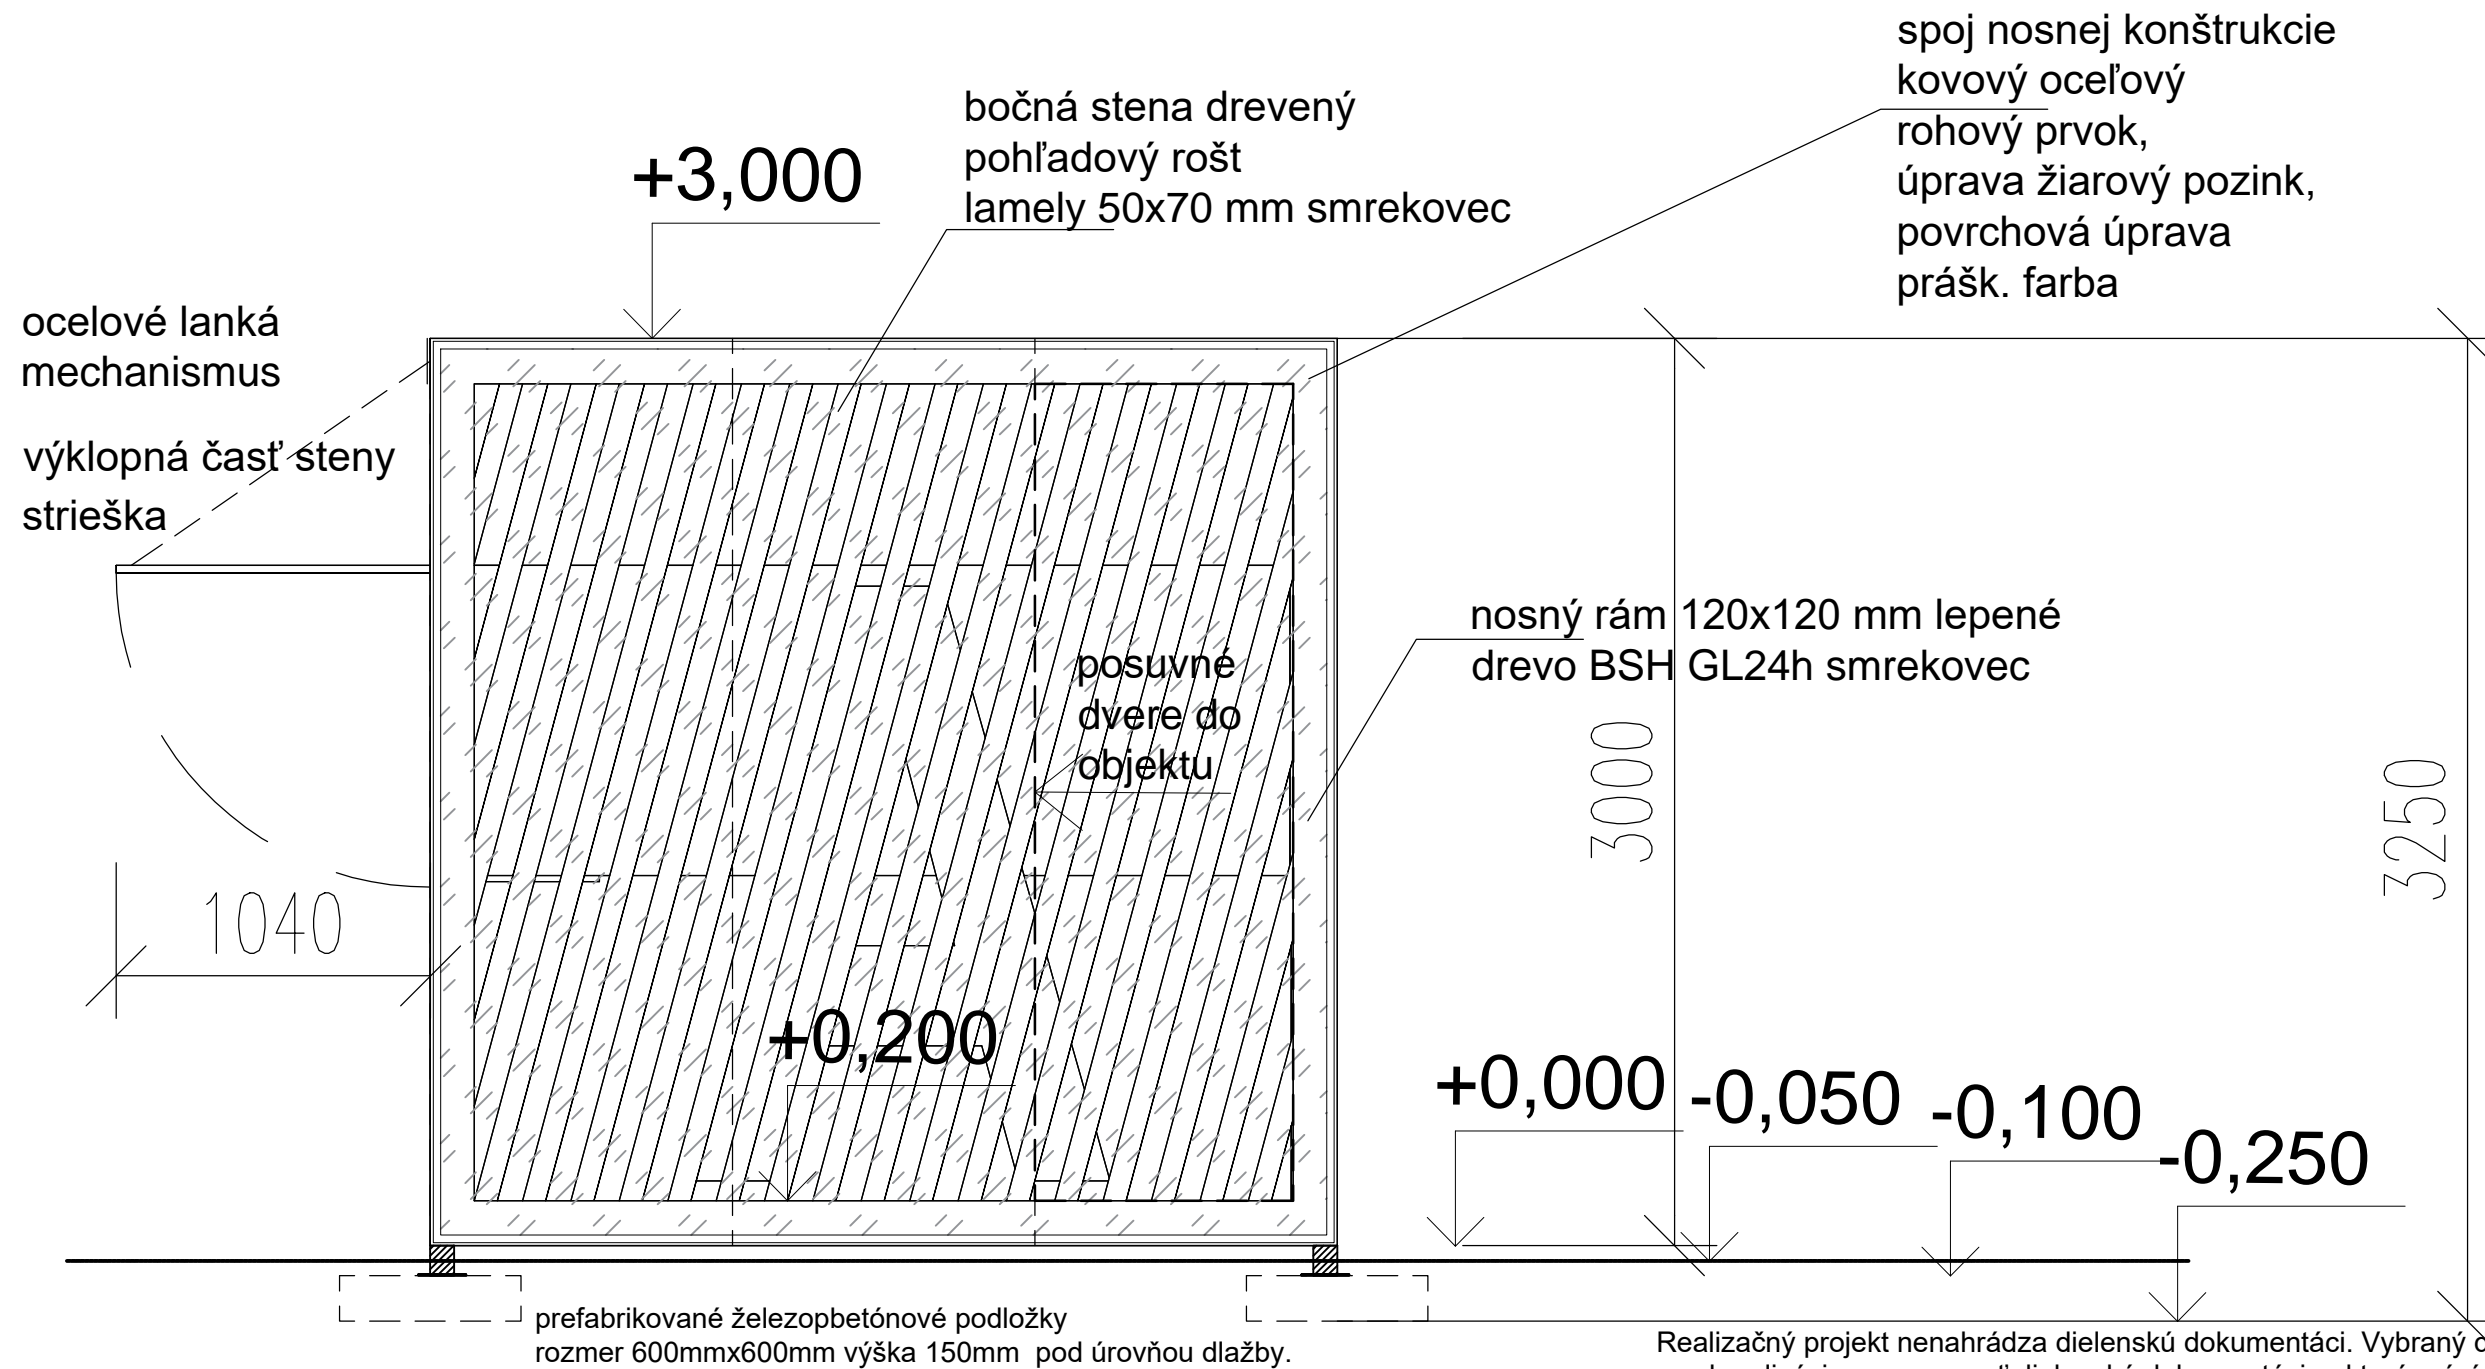 spoj nosnej konštrukcie
kovový oceľový
rohový prvok,
úprava žiarový pozink,
povrchová úprava
prášk. farba
bočná stena drevený
pohľadový rošt
lamely 50x70 mm smrekovec
+3,000
ocelové lanká
mechanismus
výklopná časť steny
strieška
nosný rám 120x120 mm lepené
drevo BSH GL24h smrekovec
posuvné
dvere do
objektu
3000
3250
1040
+0,200
+0,000
-0,050
-0,100
-0,250
prefabrikované železopbetónové podložky
rozmer 600mmx600mm výška 150mm pod úrovňou dlažby.
Realizačný projekt nenahrádza dielenskú dokumentáci. Vybraný